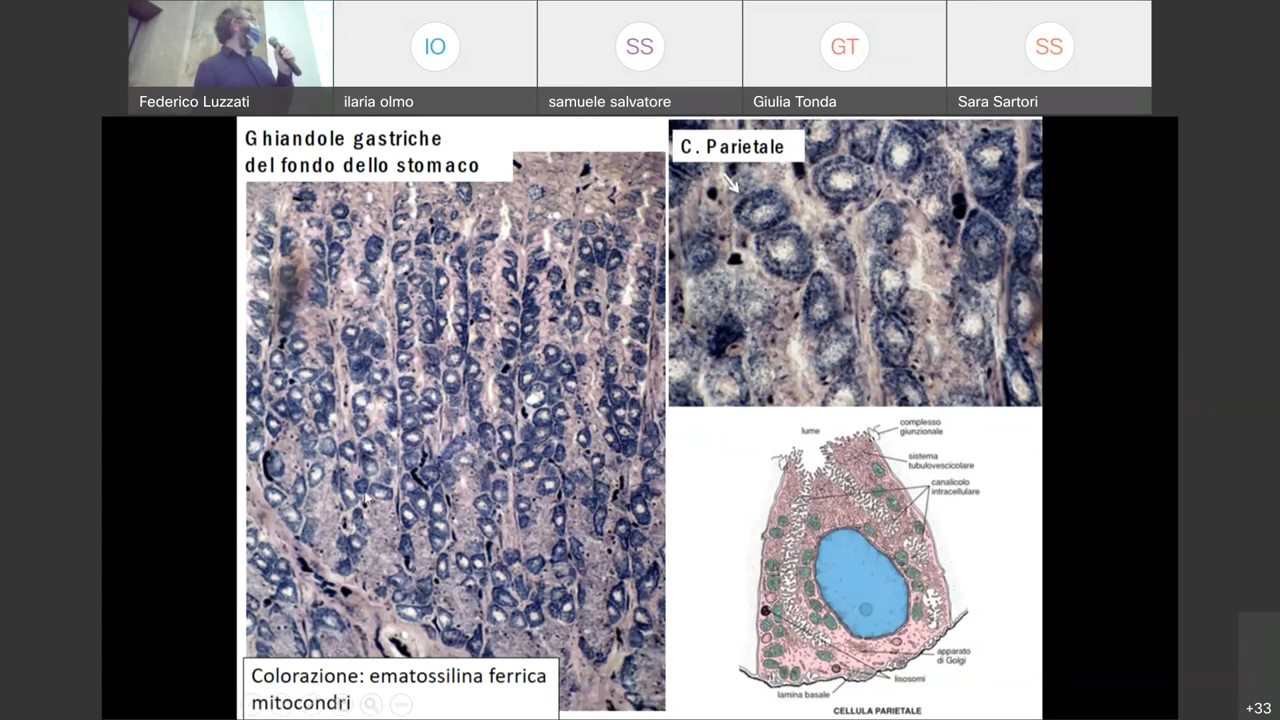 IO
SS
GT
SS
Federico Luzzati
ilaria olmo
samuele salvatore
Giulia Tonda
Sara Sartori
Ghiandole gastriche
del fondo dello stomaco
C. Parietale
lume
complesso
giunzionale
sistema
tubulovescicolare
canalicolo
intracellulare
apparato
di Golgi
lisosomi
lamina basale
CELLULA PARIETALE
Colorazione: ematossilina ferrica
mitocondri
+33